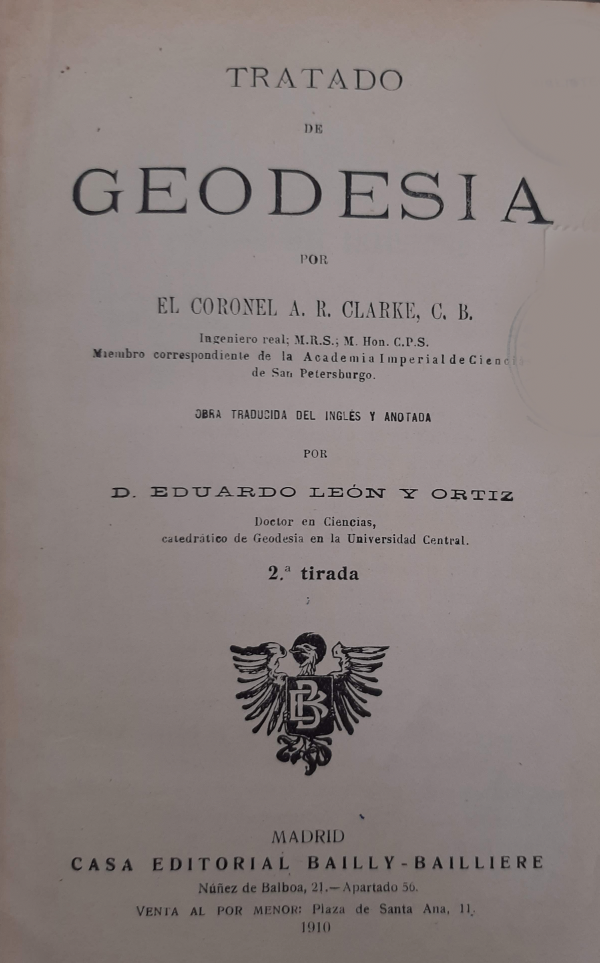 TRATADO
DE
GEODESIA
POR
EL CORONEL A. R. CLARKE, C. B.
Ingeniero real; M.R.S.; M. Hon. C.P.S.
Miembro correspondiente de la Academia Imperial de
de San Petersburgo.
OBRA TRADUCIDA DEL INGLÉS Y ANOTADA
POR
D. EDUARDO LEÓN Y ORTIZ
Doctor en Ciencias,
catedrático de Geodesia en la Universidad Central.
2.ª tirada
BB
MADRID
CASA EDITORIAL BAILLY-BAILLIERE
Núñez de Balboa, 21.—Apartado 56.
VENTA AL POR MENOR: Plaza de Santa Ana, 11.
1910